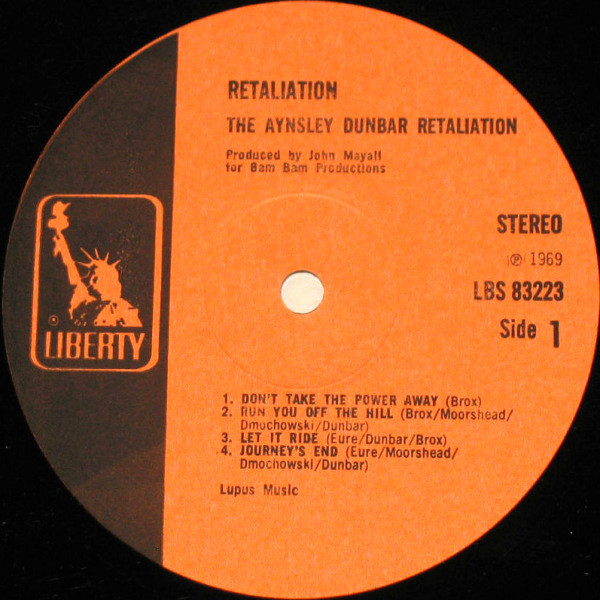 RETALIATION
THE AYNSLEY DUNBAR RETALIATION
Produced by John Mayall
for Bam Bam Productions
STEREO
℗ 1969
LBS 83223
Side 1
® LIBERTY
1. DON'T TAKE THE POWER AWAY (Brox)
2. RUN YOU OFF THE HILL (Brox/Moorshead/
Dmochowski/Dunbar)
3. LET IT RIDE (Eure/Dunbar/Brox)
4. JOURNEY'S END (Eure/Moorshead/
Dmochowski/Dunbar)
Lupus Music